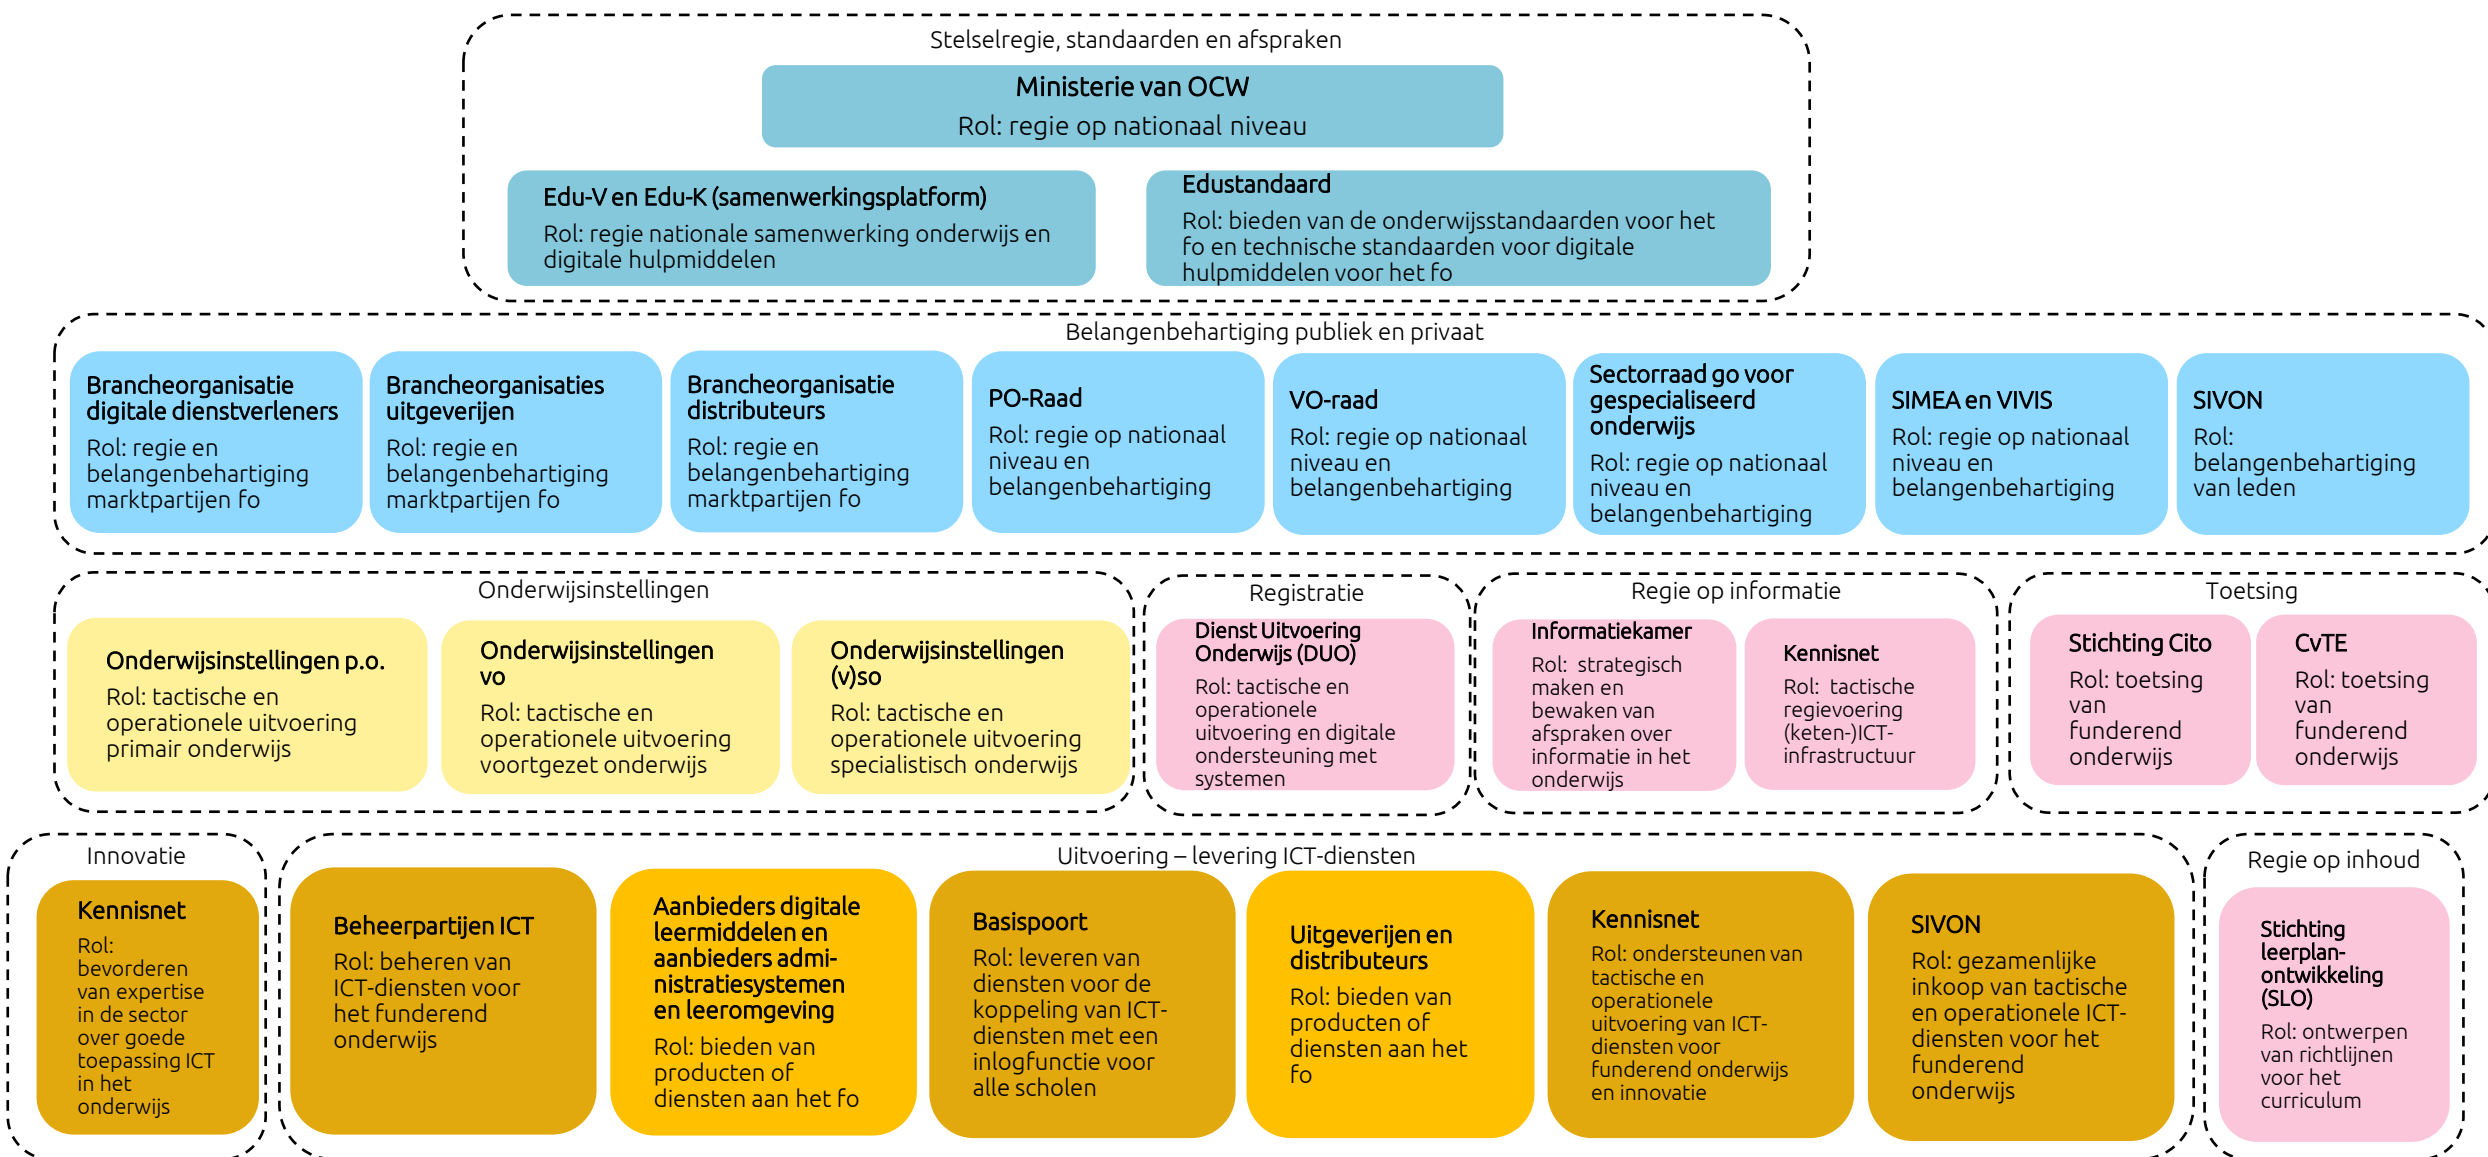 Stelselregie, standaarden en afspraken
Ministerie van OCW
Rol: regie op nationaal niveau
Edu-V en Edu-K (samenwerkingsplatform)
Rol: regie nationale samenwerking onderwijs en
digitale hulpmiddelen
Edustandaard
Rol: bieden van de onderwijsstandaarden voor het
fo en technische standaarden voor digitale
hulpmiddelen voor het fo
Belangenbehartiging publiek en privaat
Brancheorganisatie
digitale dienstverleners
Rol: regie en
belangenbehartiging
marktpartijen fo
Brancheorganisaties
uitgeverijen
Rol: regie en
belangenbehartiging
marktpartijen fo
Brancheorganisatie
distributeurs
Rol: regie en
belangenbehartiging
marktpartijen fo
PO-Raad
Rol: regie op nationaal
niveau en
belangenbehartiging
VO-raad
Rol: regie op nationaal
niveau en
belangenbehartiging
Sectorraad go voor
gespecialiseerd
onderwijs
Rol: regie op nationaal
niveau en
belangenbehartiging
SIMEA en VIVIS
Rol: regie op nationaal
niveau en
belangenbehartiging
SIVON
Rol:
belangenbehartiging
van leden
Onderwijsinstellingen
Onderwijsinstellingen p.o.
Rol: tactische en
operationele uitvoering
primair onderwijs
Onderwijsinstellingen
vo
Rol: tactische en
operationele uitvoering
voortgezet onderwijs
Onderwijsinstellingen
(v)so
Rol: tactische en
operationele uitvoering
specialistisch onderwijs
Registratie
Dienst Uitvoering
Onderwijs (DUO)
Rol: tactische en
operationele
uitvoering en digitale
ondersteuning met
systemen
Regie op informatie
Informatiekamer
Rol: strategisch
maken en
bewaken van
afspraken over
informatie in het
onderwijs
Kennisnet
Rol: tactische
regievoering
(keten-)ICT-
infrastructuur
Toetsing
Stichting Cito
Rol: toetsing
van
funderend
onderwijs
CvTE
Rol: toetsing
van
funderend
onderwijs
Innovatie
Kennisnet
Rol:
bevorderen
van expertise
in de sector
over goede
toepassing ICT
in het
onderwijs
Uitvoering – levering ICT-diensten
Beheerpartijen ICT
Rol: beheren van
ICT-diensten voor
het funderend
onderwijs
Aanbieders digitale
leermiddelen en
aanbieders admi-
nistratiesystemen
en leeromgeving
Rol: bieden van
producten of
diensten aan het fo
Basispoort
Rol: leveren van
diensten voor de
koppeling van ICT-
diensten met een
inlogfunctie voor
alle scholen
Uitgeverijen en
distributeurs
Rol: bieden van
producten of
diensten aan het
fo
Kennisnet
Rol: ondersteunen van
tactische en
operationele
uitvoering van ICT-
diensten voor
funderend onderwijs
en innovatie
SIVON
Rol: gezamenlijke
inkoop van tactische
en operationele ICT-
diensten voor het
funderend
onderwijs
Regie op inhoud
Stichting
leerplan-
ontwikkeling
(SLO)
Rol: ontwerpen
van richtlijnen
voor het
curriculum